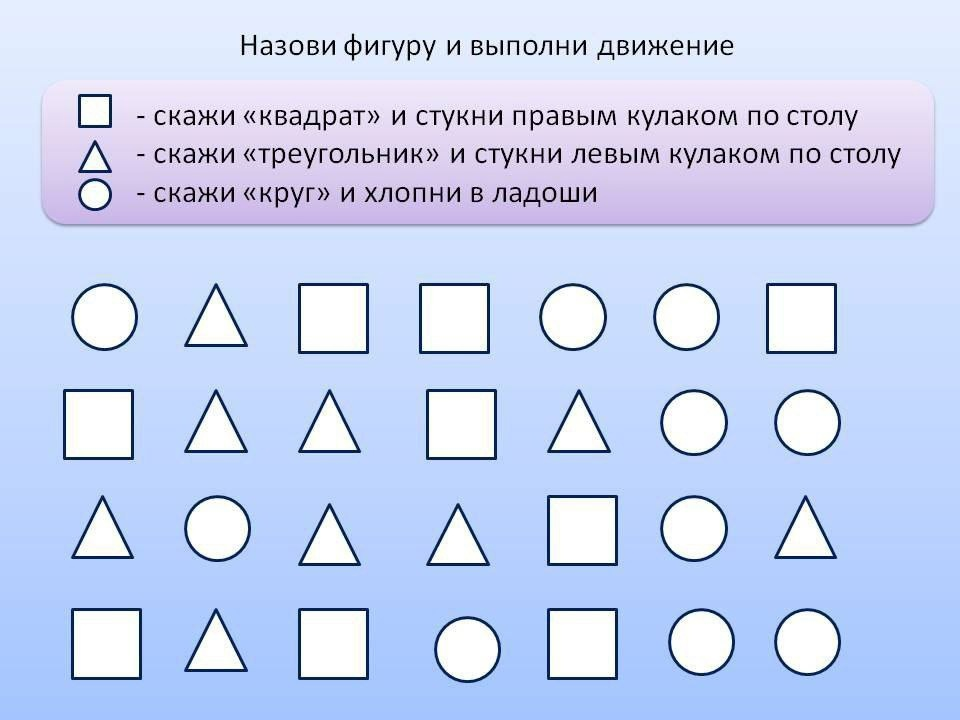 Назови фигуру и выполни движение
- скажи «квадрат» и стукни правым кулаком по столу
- скажи «треугольник» и стукни левым кулаком по столу
- скажи «круг» и хлопни в ладоши